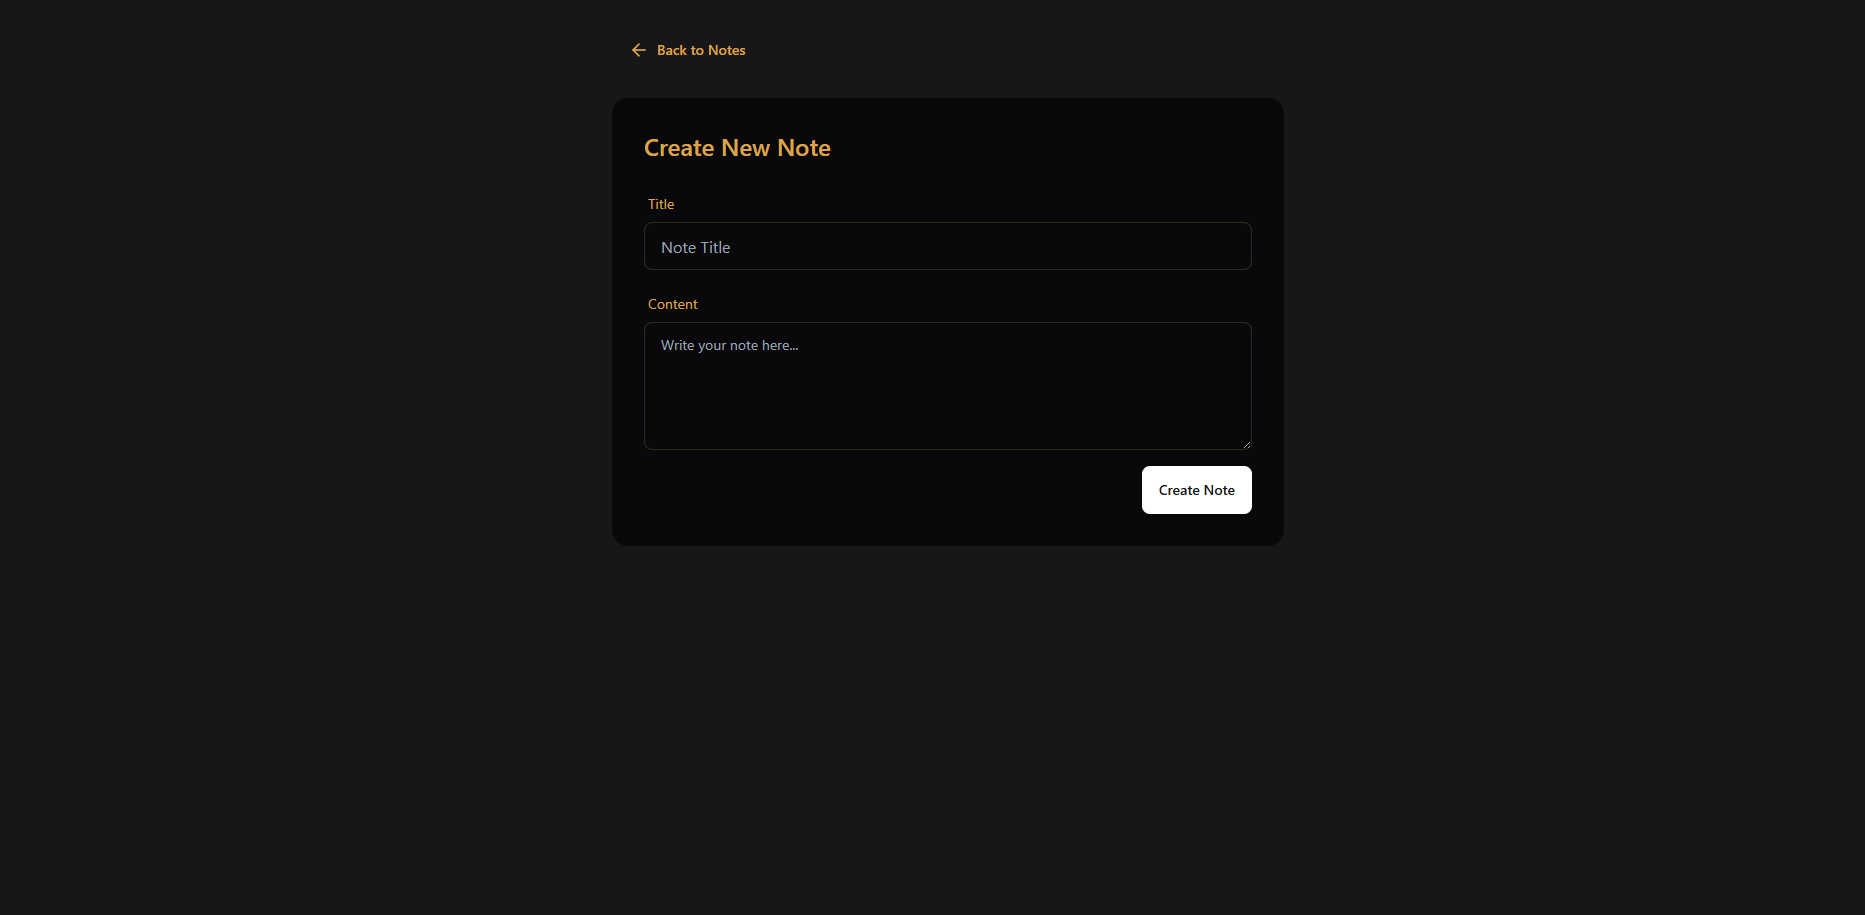 Back to Notes
Create New Note
Title
Note Title
Content
Write your note here...
Create Note